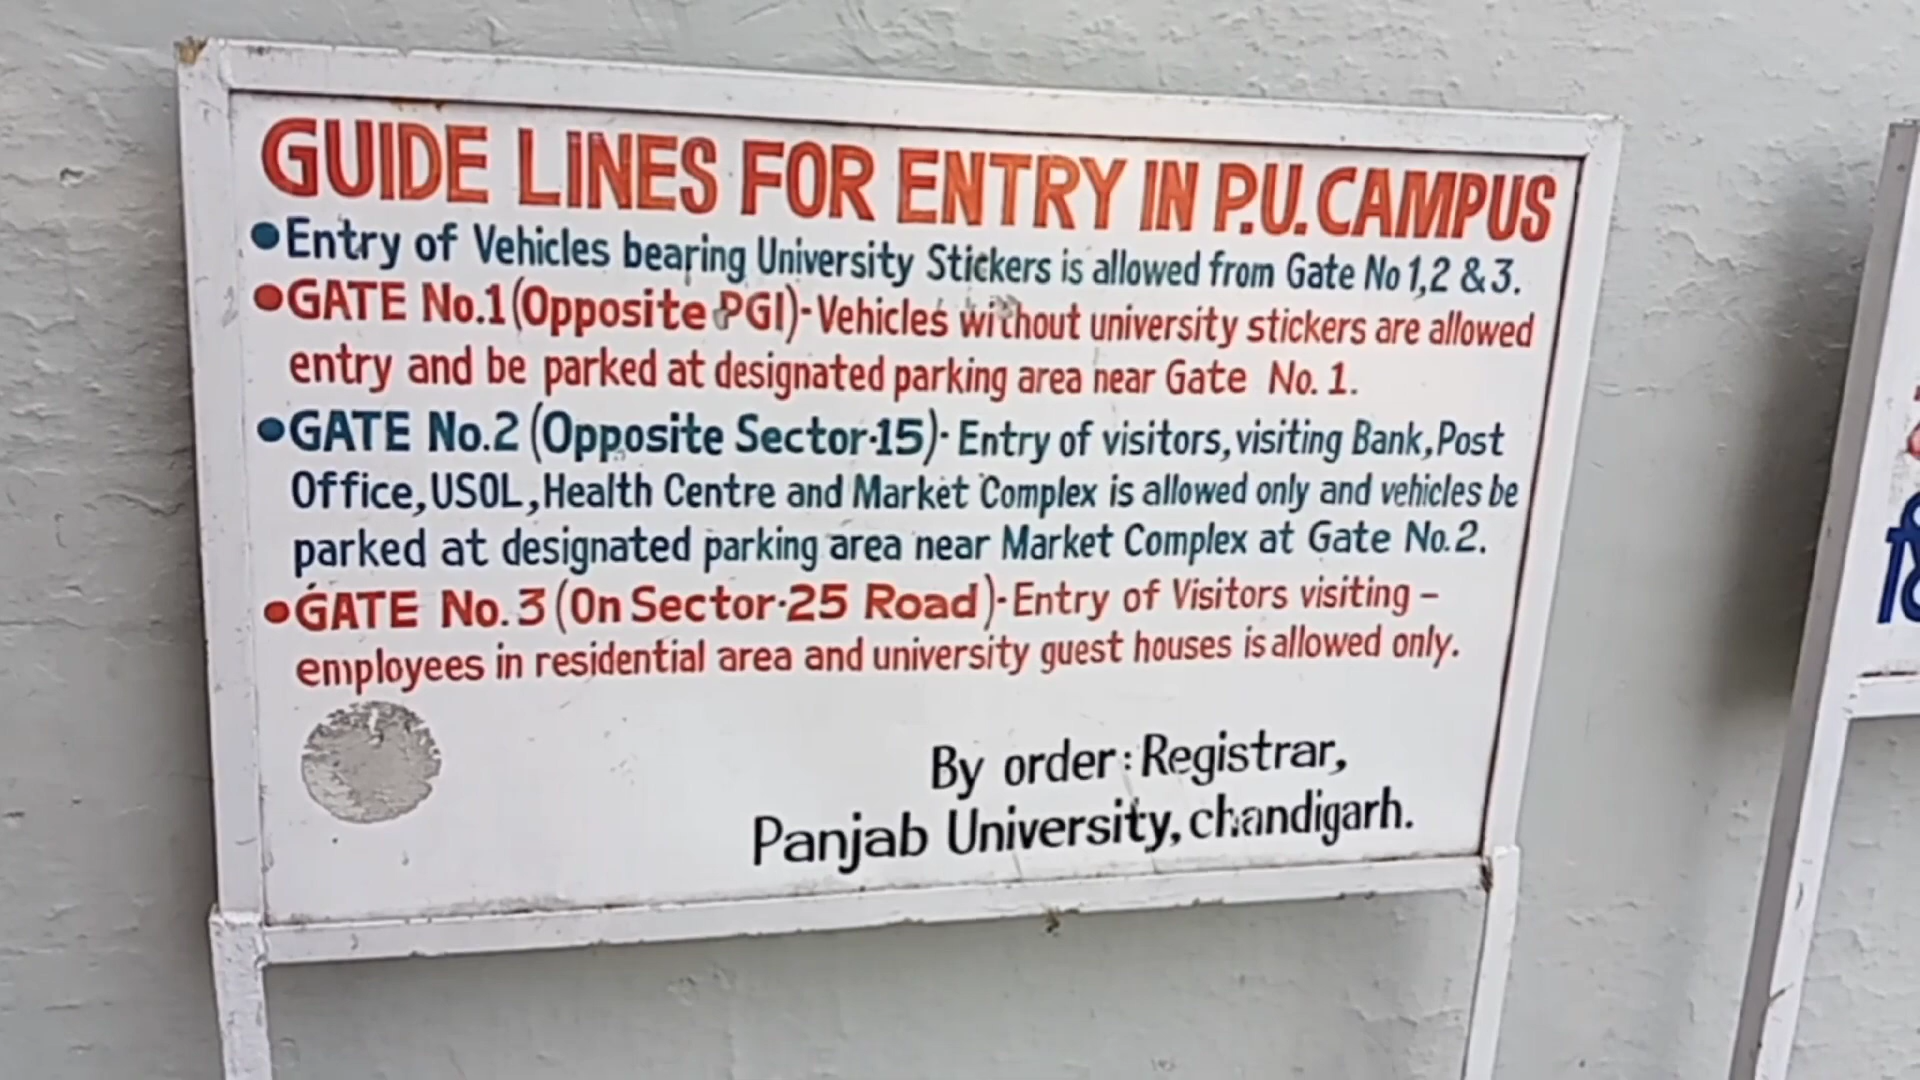 GUIDE LINES FOR ENTRY IN P.U. CAMPUS
•Entry of Vehicles bearing University Stickers is allowed from Gate No 1,2 & 3.
•GATE No.1 (Opposite PGI)-Vehicles without university stickers are allowed
entry and be parked at designated parking area near Gate No. 1.
•GATE No.2 (Opposite Sector-15)- Entry of visitors, visiting Bank, Post
Office, USOL, Health Centre and Market Complex is allowed only and vehicles be
parked at designated parking area near Market Complex at Gate No.2.
•GATE No. 3 (On Sector-25 Road)-Entry of Visitors visiting –
employees in residential area and university guest houses is allowed only.
By order: Registrar,
Panjab University, chandigarh.